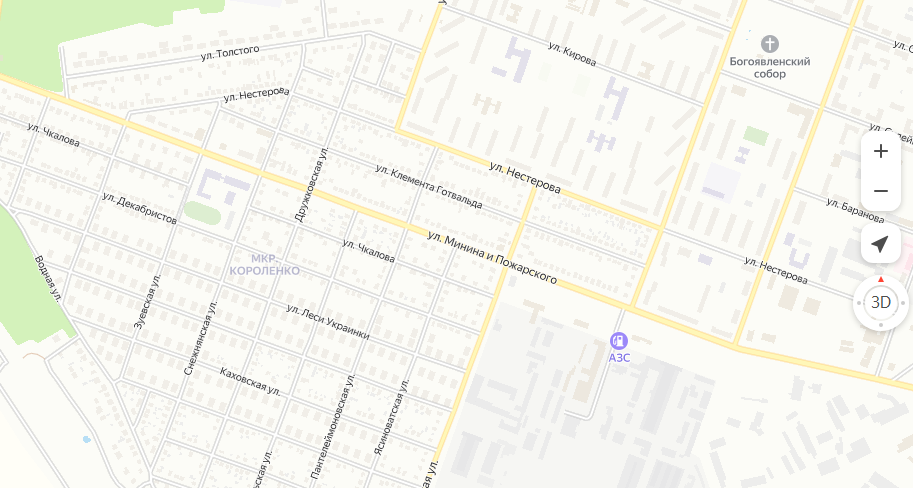 ул. Толстого
ул. Кирова
Богоявленский
собор
ул. Нестерова
ул. Чкалова
ул. Нестерова
Дружковская ул.
ул. Клемента Готвальда
ул. Декабристов
ул. Баранова
ул. Минина и Пожарского
ул. Чкалова
МКР.
КОРОЛЕНКО
Водная ул.
ул. Нестерова
Зуевская ул.
Снежнянская ул.
3D
ул. Леси Украинки
АЗС
Каховская ул.
Пантелеймоновская ул.
Ясиноватская ул.